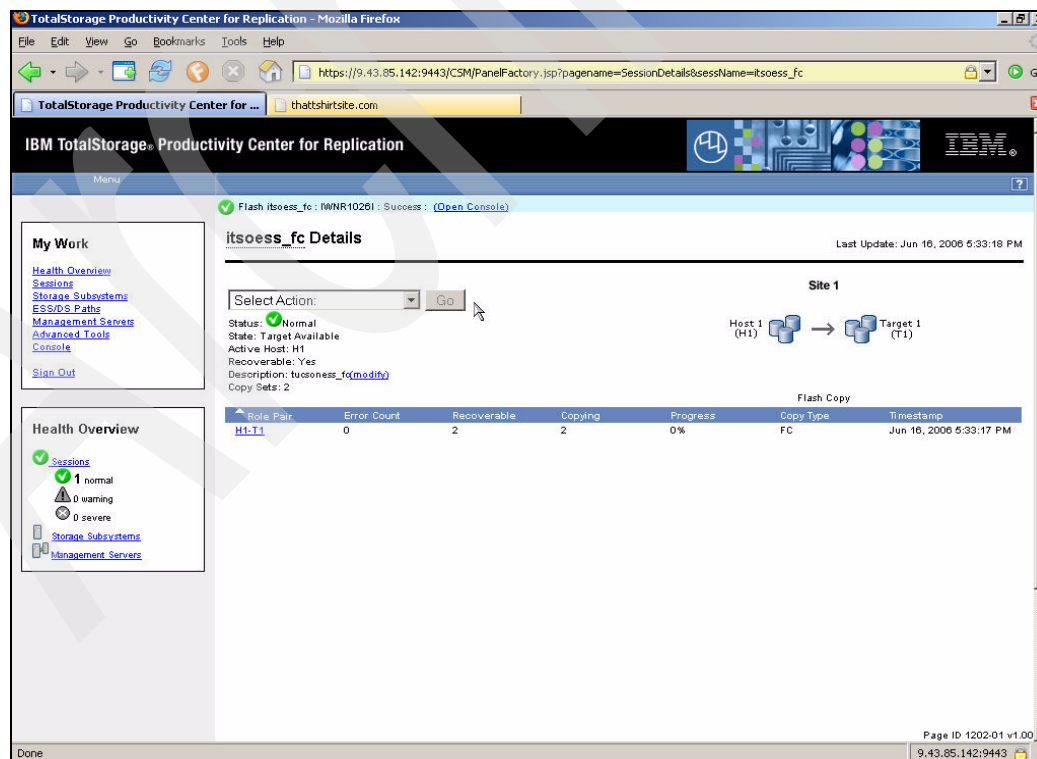 TotalStorage Productivity Center for Replication - Mozilla Firefox
File Edit View Go Bookmarks Tools Help
https://9.43.85.142:9443/CSM/PanelFactory.jsp?pagename=SessionDetails&sessName=itsoess_fc
G
TotalStorage Productivity Center for ... thattshirtsite.com
IBM TotalStorage® Productivity Center for Replication
IBM®
Menu
?
Flash itsoess_fc : IWNR1026I : Success : (Open Console)
My Work
Health Overview
Sessions
Storage Subsystems
ESS/DS Paths
Management Servers
Advanced Tools
Console
Sign Out
Health Overview
Sessions
1 normal
0 warning
0 severe
Storage Subsystems
Management Servers
itsoess_fc Details
Last Update: Jun 16, 2006 5:33:18 PM
Select Action: Go
Status: Normal
State: Target Available
Active Host: H1
Recoverable: Yes
Description: tucsoness_fc(modify)
Copy Sets: 2
Site 1
Host 1
(H1)
Target 1
(T1)
Flash Copy
Role Pair Error Count Recoverable Copying Progress Copy Type Timestamp
H1-T1 0 2 2 0% FC Jun 16, 2006 5:33:17 PM
Page ID 1202-01 v1.00
Done 9.43.85.142:9443